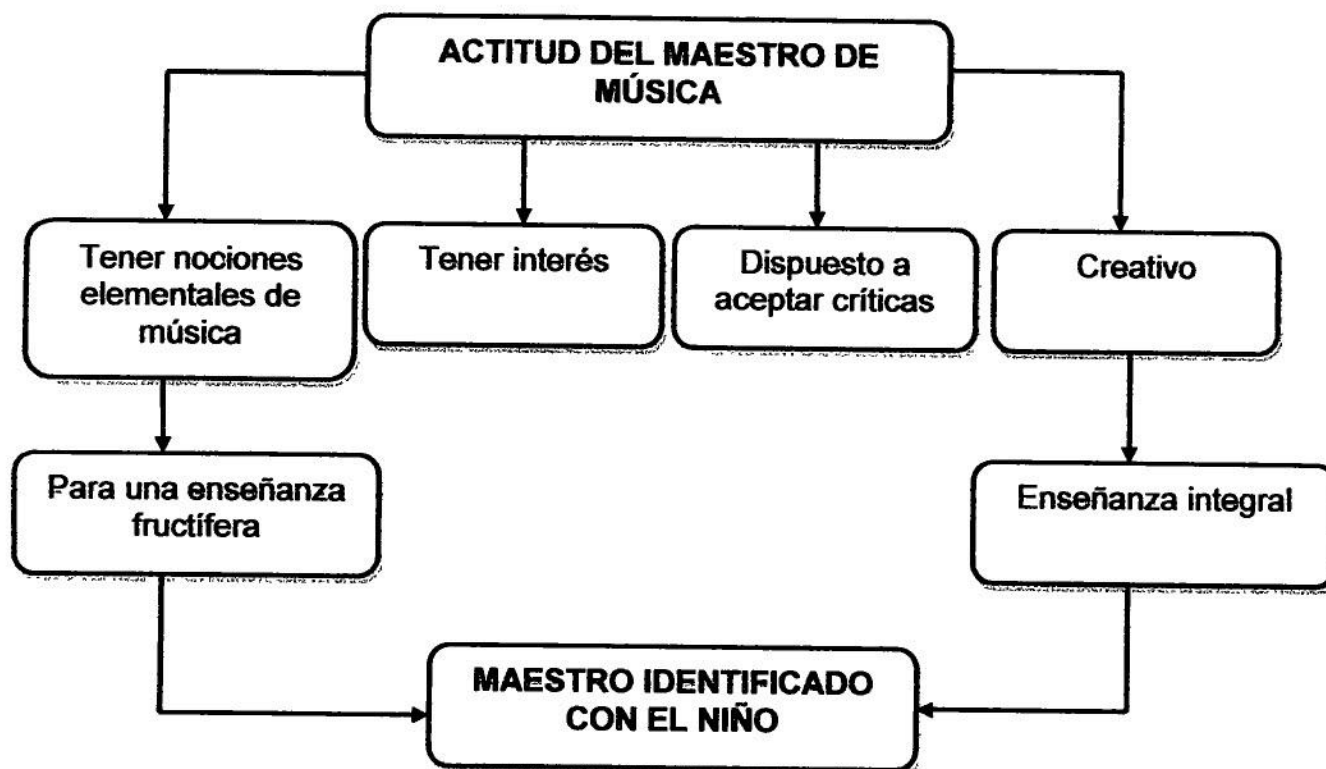 ACTITUD DEL MAESTRO DE
MÚSICA
Tener nociones
elementales de
música
Tener interés
Dispuesto a
aceptar críticas
Creativo
Para una enseñanza
fructífera
Enseñanza integral
MAESTRO IDENTIFICADO
CON EL NIÑO